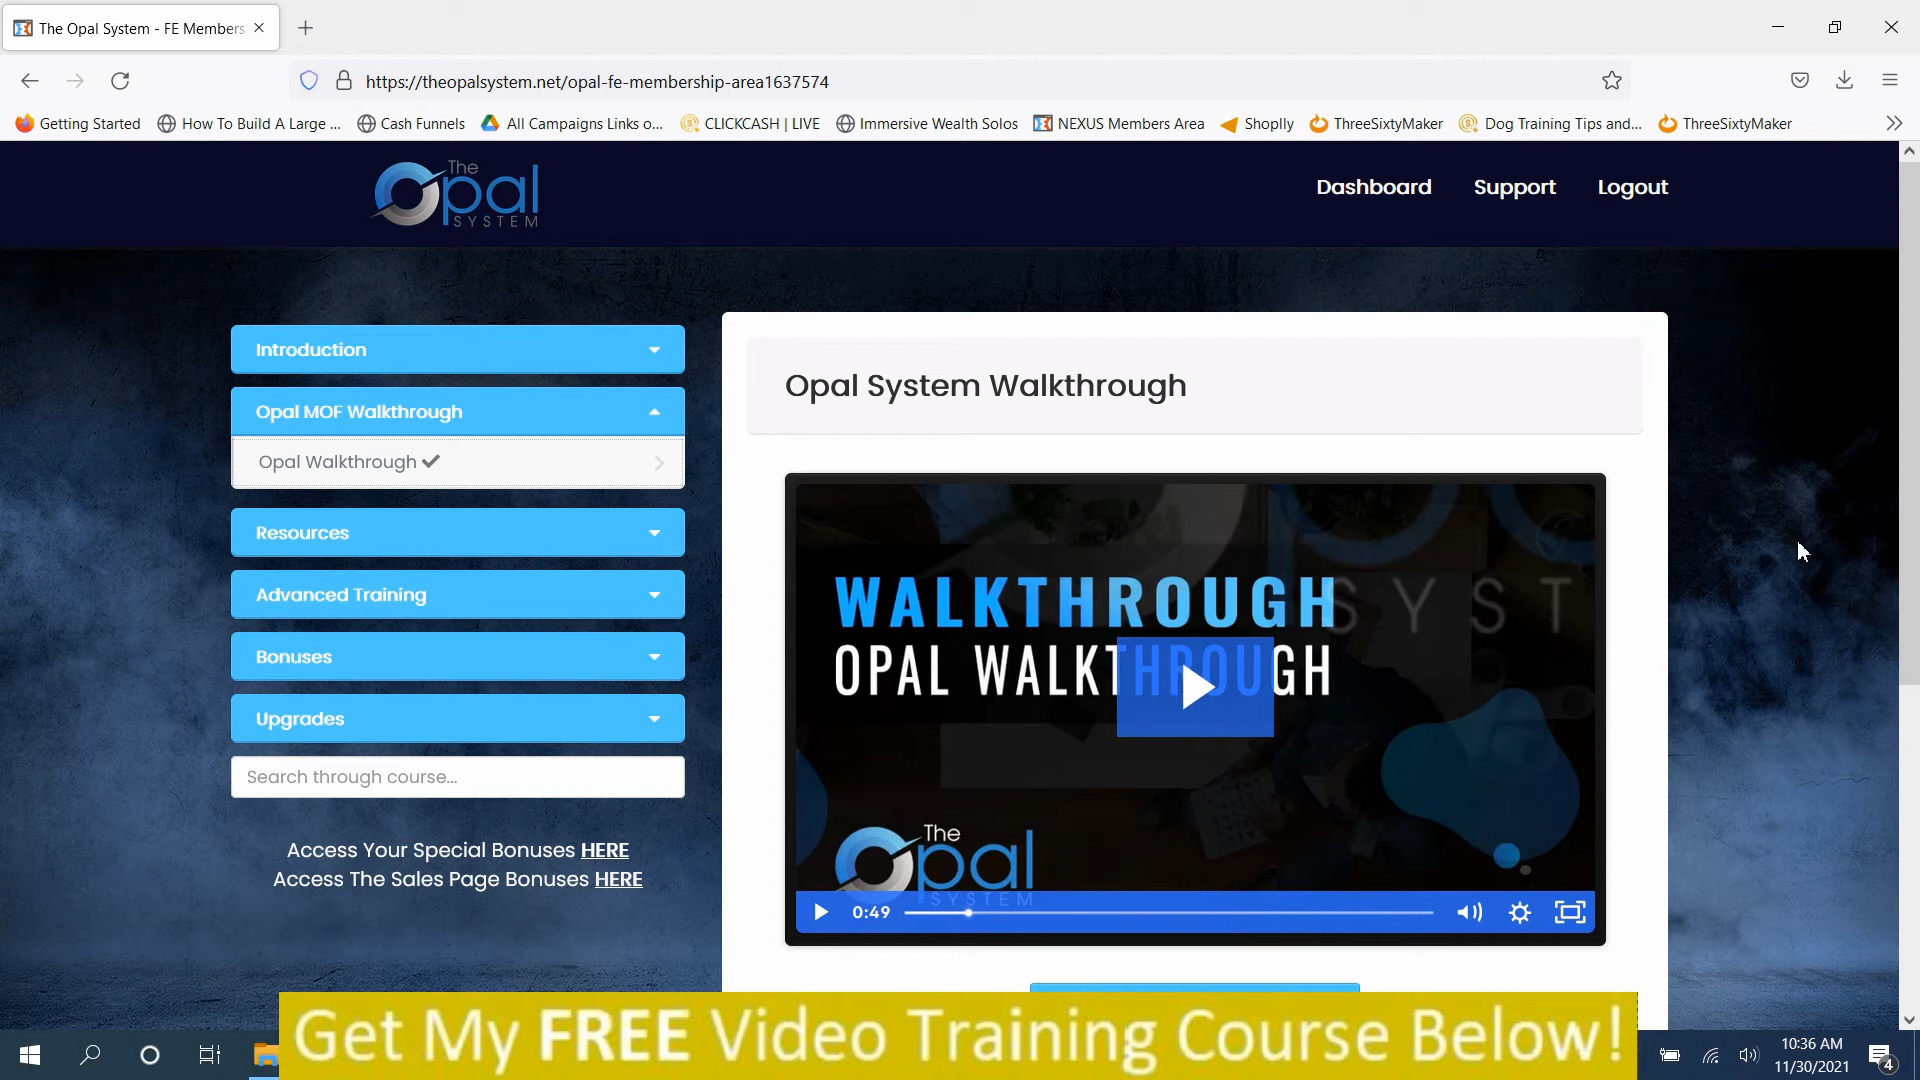 The Opal System - FE Members
https://theopalsystem.net/opal-fe-membership-area1637574
Getting Started
How To Build A Large ...
Cash Funnels
All Campaigns Links o...
CLICKCASH | LIVE
Immersive Wealth Solos
NEXUS Members Area
Shoplly
ThreeSixtyMaker
Dog Training Tips and...
ThreeSixtyMaker
The
Opal
SYSTEM
Dashboard
Support
Logout
Introduction
Opal MOF Walkthrough
Opal Walkthrough
Resources
Advanced Training
Bonuses
Upgrades
Search through course...
Access Your Special Bonuses HERE
Access The Sales Page Bonuses HERE
Opal System Walkthrough
SYST
WALKTHROUGH
OPAL WALKTHROUGH
The
Opal
SYSTEM
0:49
Get My FREE Video Training Course Below!
10:36 AM
11/30/2021
4